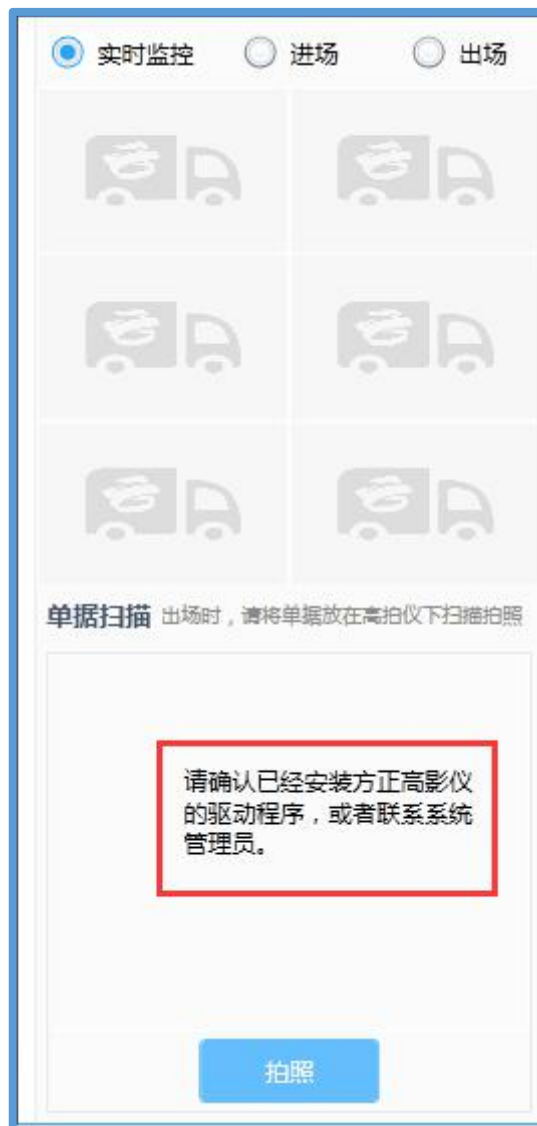 实时监控 进场 出场
单据扫描 出场时，请将单据放在高拍仪下扫描拍照
请确认已经安装方正高影仪
的驱动程序，或者联系系统
管理员。
拍照